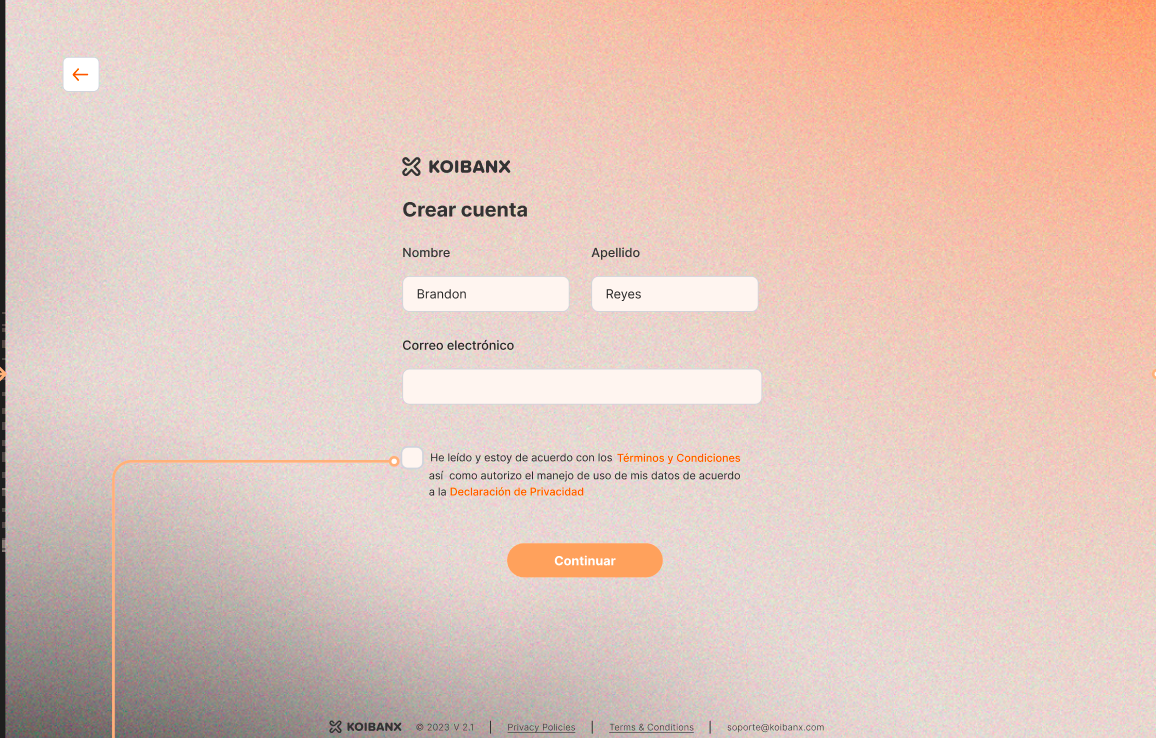 KOIBANX
Crear cuenta
Nombre
Apellido
Brandon
Reyes
Correo electrónico
He leído y estoy de acuerdo con los Términos y Condiciones
así como autorizo el manejo de uso de mis datos de acuerdo
a la Declaración de Privacidad
Continuar
KOIBANX © 2023 V 2.1 | Privacy Policies | Terms & Conditions | soporte@koibanx.com